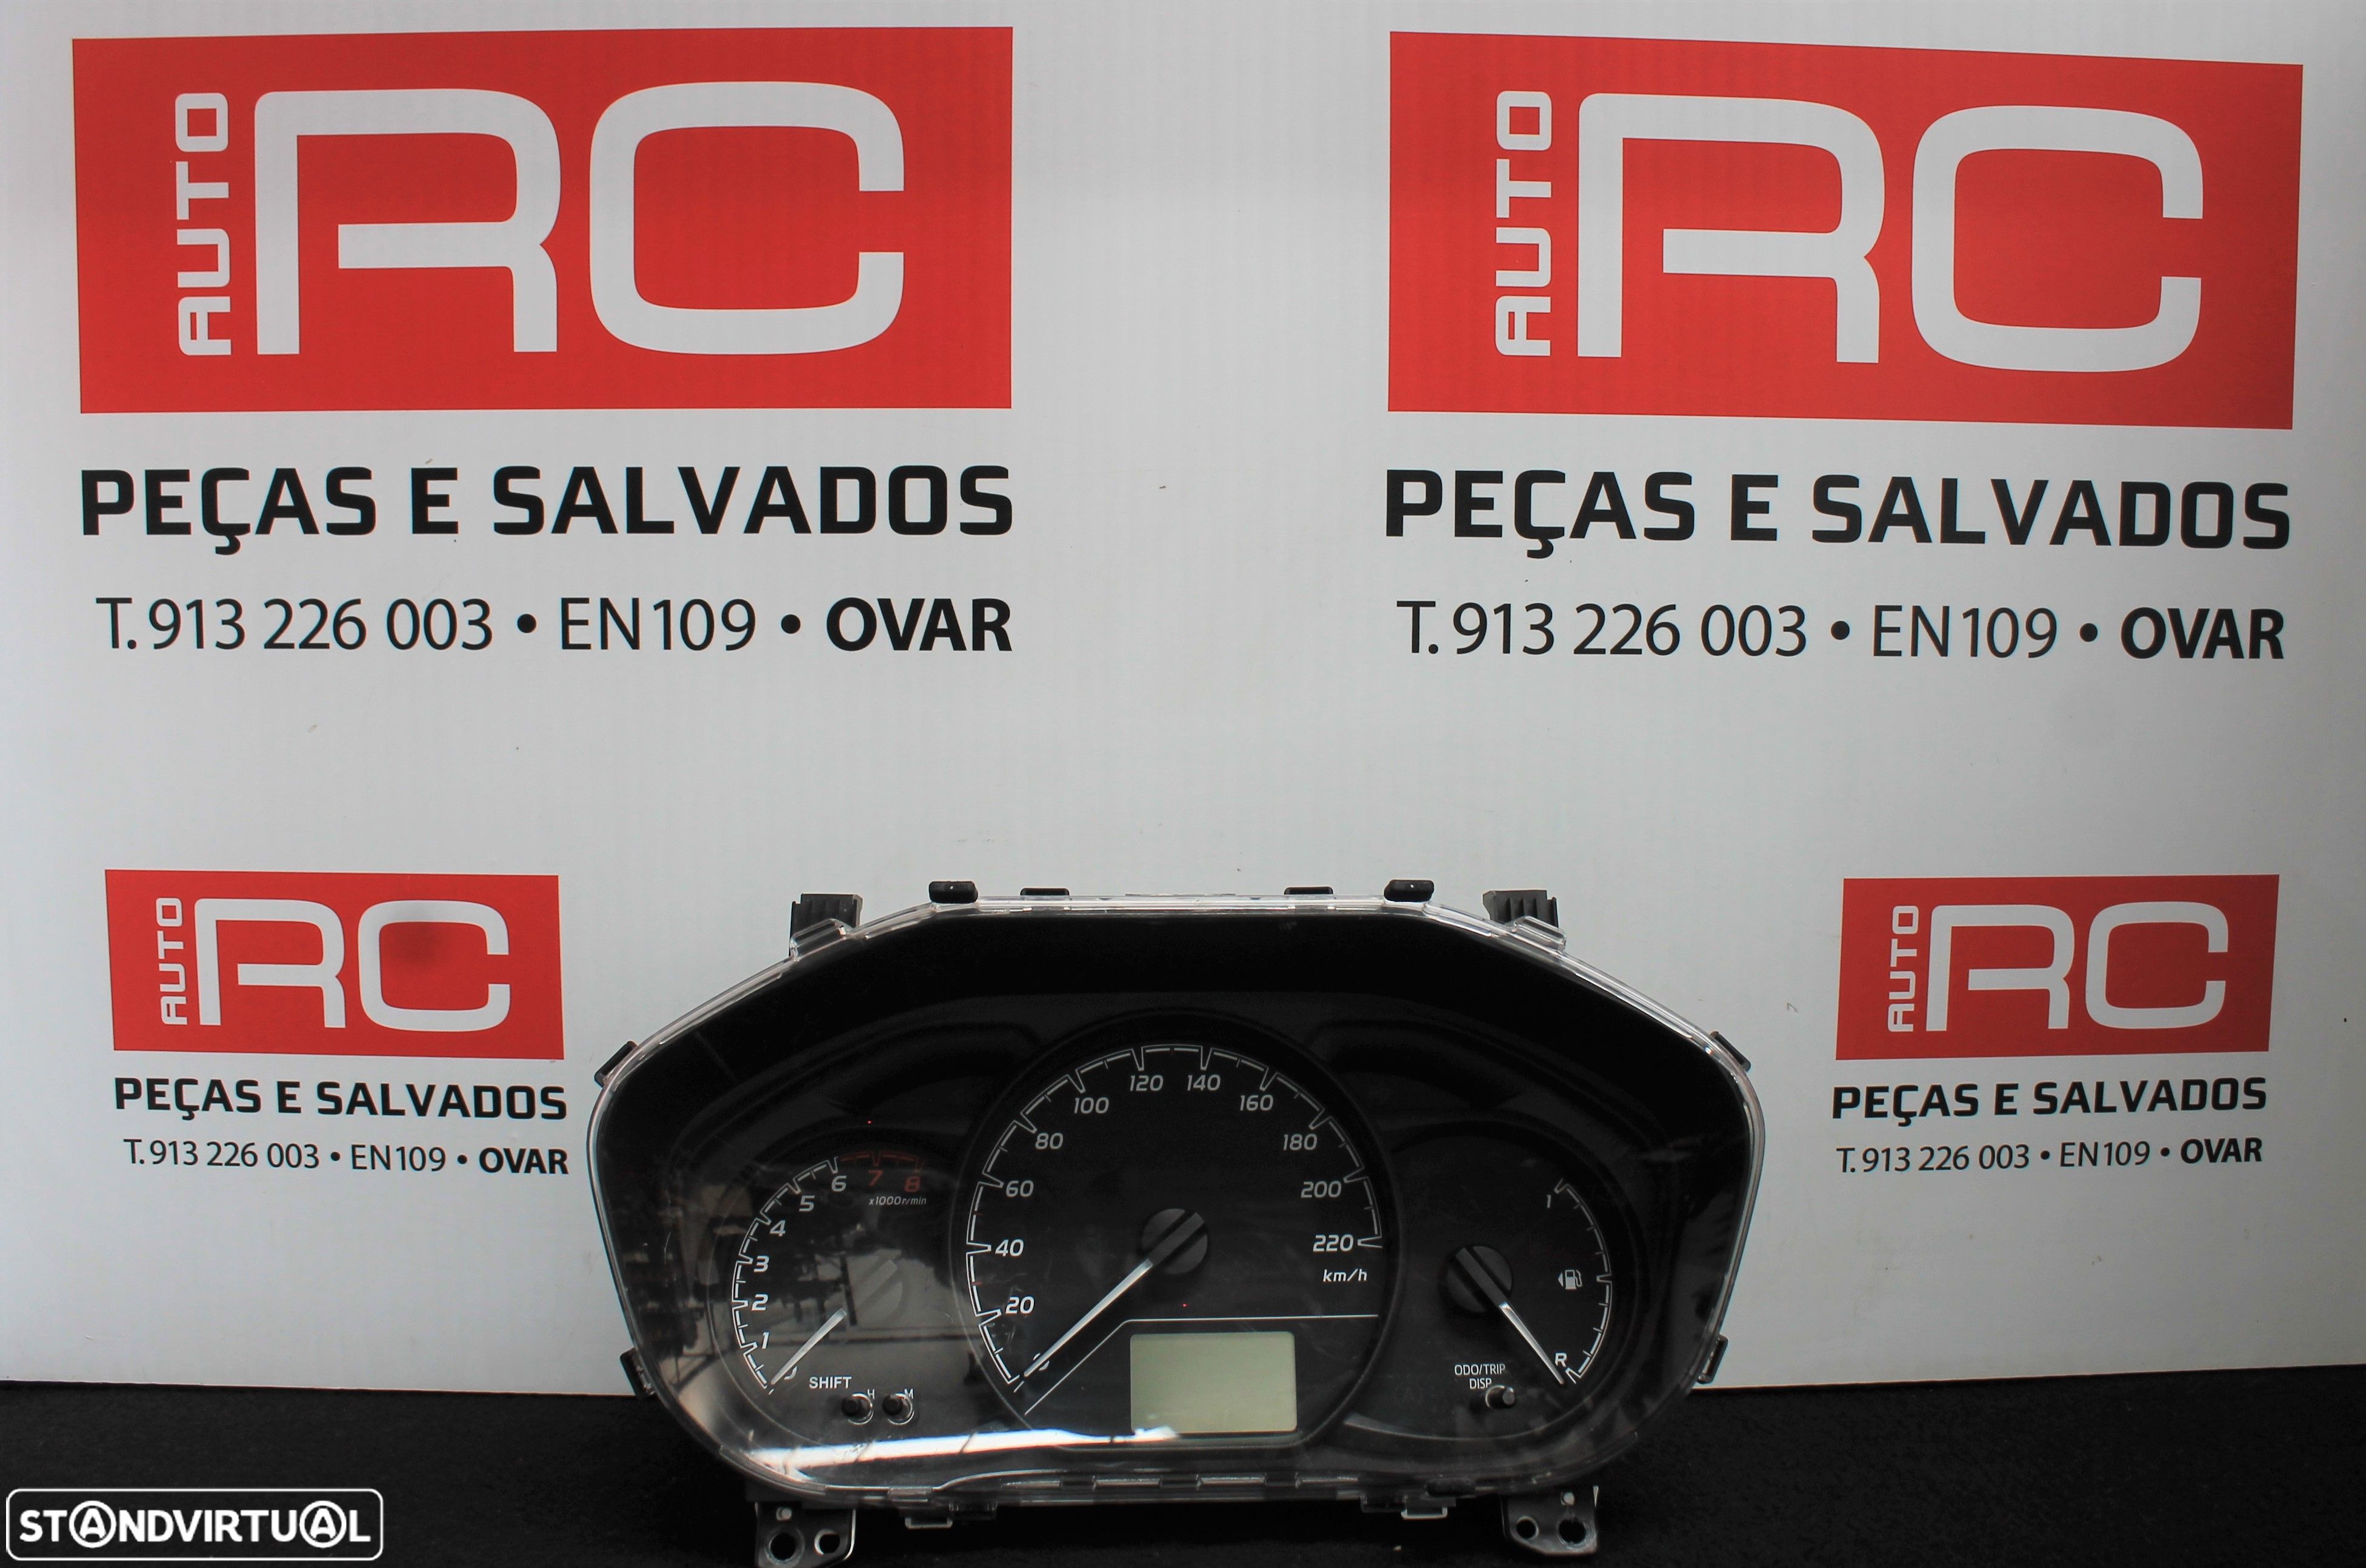 AUTO RC
PEÇAS E SALVADOS
T. 913 226 003 • EN109 • OVAR
AUTO RC
PEÇAS E SALVADOS
T. 913 226 003 • EN109 • OVAR
AUTO RC
PEÇAS E SALVADOS
T. 913 226 003 • EN109 • OVAR
AUTO RC
PEÇAS E SALVADOS
T. 913 226 003 • EN109 • OVAR
0 1 2 3 4 5 6 7 8
x1000r/min
SHIFT
H M
0 20 40 60 80 100 120 140 160 180 200 220
km/h
1
R
ODO/TRIP
DISP
STANDVIRTUAL